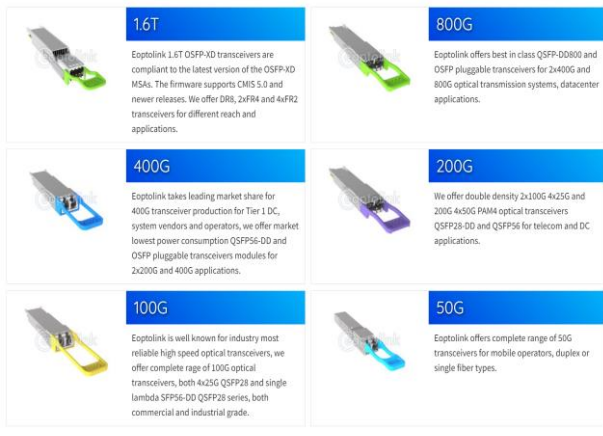 1.6T
Eoptolink 1.6T OSFP-XD transceivers are
compliant to the latest version of the OSFP-XD
MSAs. The firmware supports CMIS 5.0 and
newer releases. We offer DR8, 2xFR4 and 4xFR2
transceivers for different reach and
applications.
800G
Eoptolink offers best in class QSFP-DD800 and
OSFP pluggable transceivers for 2x400G and
800G optical transmission systems, datacenter
applications.
400G
Eoptolink takes leading market share for
400G transceiver production for Tier 1 DC,
system vendors and operators, we offer market
lowest power consumption QSFP56-DD and
OSFP pluggable transceivers modules for
2x200G and 400G applications.
200G
We offer double density 2x100G 4x25G and
200G 4x50G PAM4 optical transceivers
QSFP28-DD and QSFP56 for telecom and DC
applications.
100G
Eoptolink is well known for industry most
reliable high speed optical transceivers, we
offer complete rage of 100G optical
transceivers, both 4x25G QSFP28 and single
lambda SFP56-DD QSFP28 series, both
commercial and industrial grade.
50G
Eoptolink offers complete range of 50G
transceivers for mobile operators, duplex or
single fiber types.